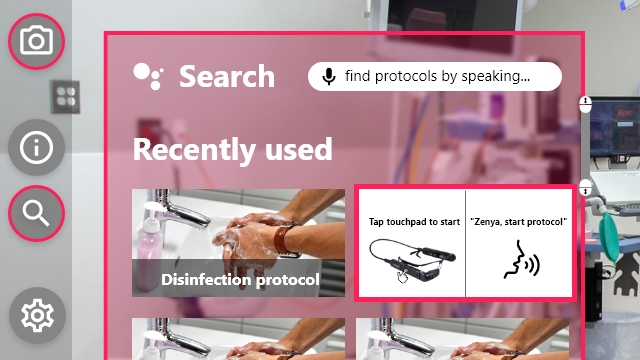 Search
find protocols by speaking...
Recently used
Tap touchpad to start
"Zenya, start protocol"
Disinfection protocol